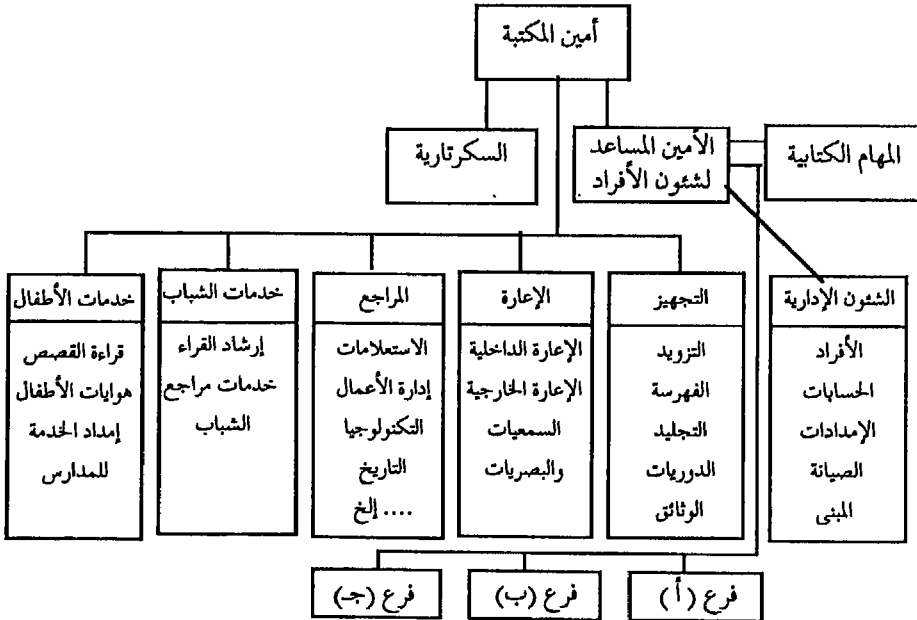 أمين المكتبة
المهام الكتابية
الأمين المساعد
لشئون الأفراد
السكرتارية
الشئون الإدارية
الأفراد
الحسابات
الإمدادات
الصيانة
المبنى
التجهيز
التزويد
الفهرسة
التجليد
الدوريات
الوثائق
الإعارة
الإعارة الداخلية
الإعارة الخارجية
السمعيات
والبصريات
المراجع
الاستعلامات
إدارة الأعمال
التكنولوجيا
التاريخ
.... إلخ
خدمات الشباب
إرشاد القراء
خدمات مراجع
الشباب
خدمات الأطفال
قراءة القصص
هوايات الأطفال
إمداد الخدمة
للمدارس
فرع (أ)
فرع (ب)
فرع (جـ)